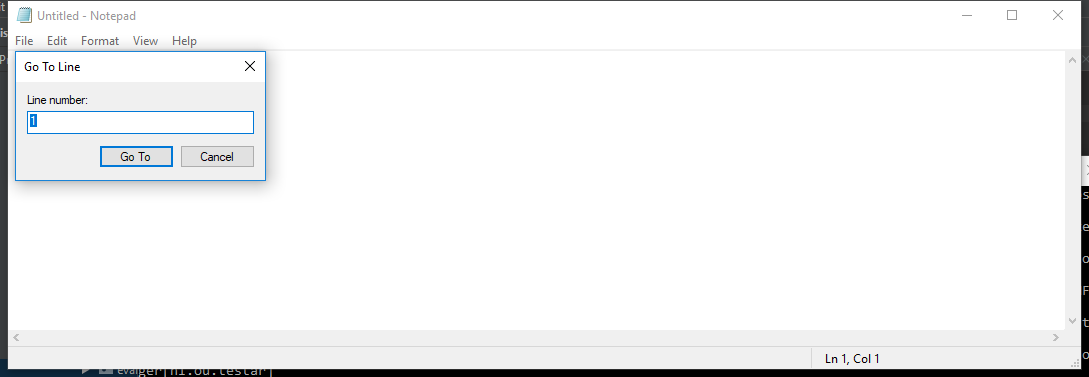 Untitled - Notepad
File Edit Format View Help
Go To Line
Line number:
1
Go To Cancel
Ln 1, Col 1